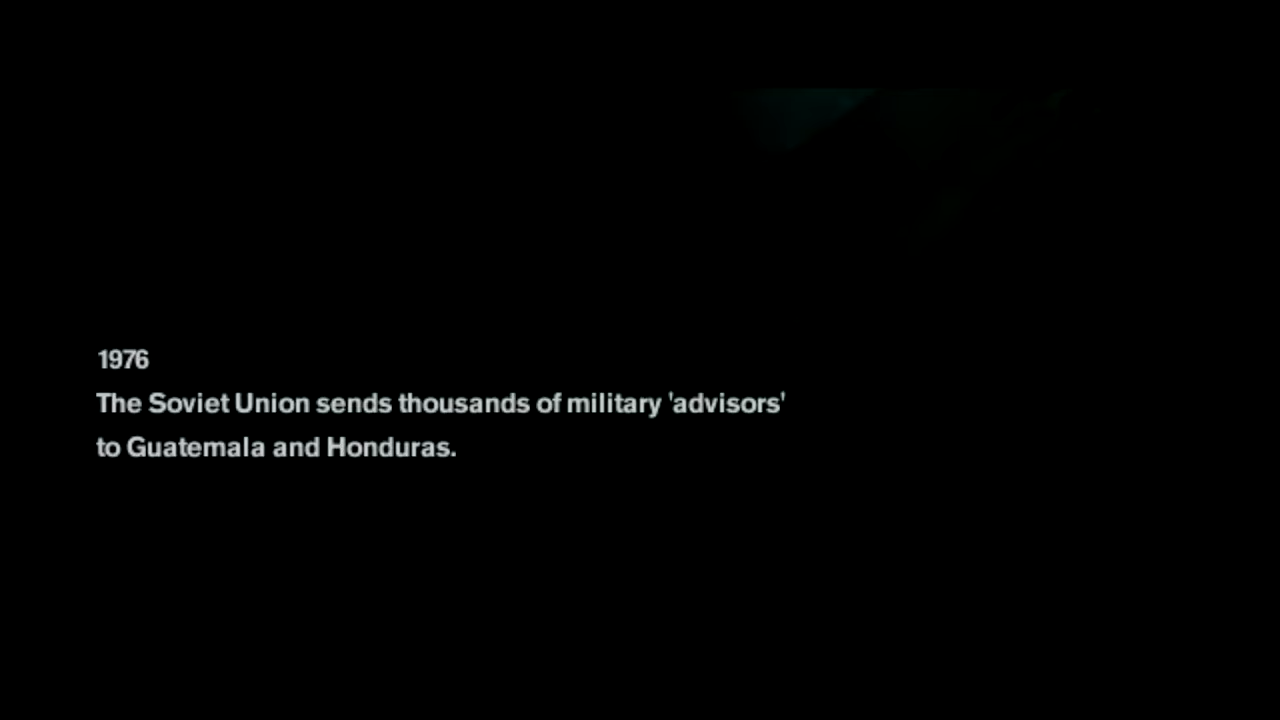 1976
The Soviet Union sends thousands of military 'advisors'
to Guatemala and Honduras.